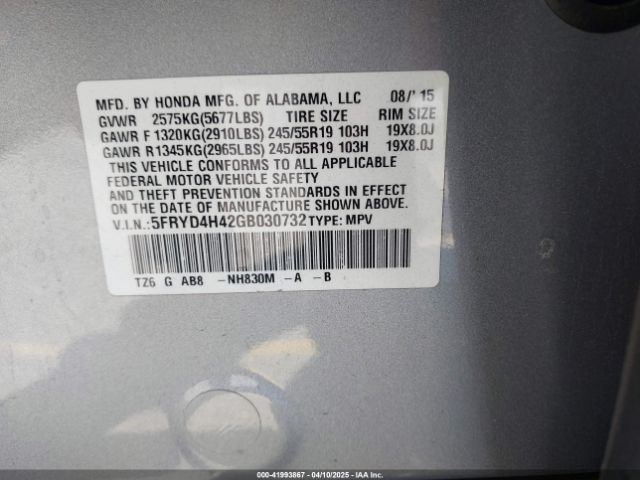 MFD. BY HONDA MFG. OF ALABAMA, LLC 08/'15
GVWR 2575KG(5677LBS) TIRE SIZE RIM SIZE
GAWR F 1320KG(2910LBS) 245/55R19 103H 19X8.0J
GAWR R 1345KG(2965LBS) 245/55R19 103H 19X8.0J
THIS VEHICLE CONFORMS TO ALL APPLICABLE
FEDERAL MOTOR VEHICLE SAFETY
AND THEFT PREVENTION STANDARDS IN EFFECT
ON THE DATE OF MANUFACTURE SHOWN ABOVE.
V.I.N.:5FRYD4H42GB030732 TYPE: MPV
TZ6 G AB8 -NH830M -A -B
000-41993867 - 04/10/2025 - IAA Inc.